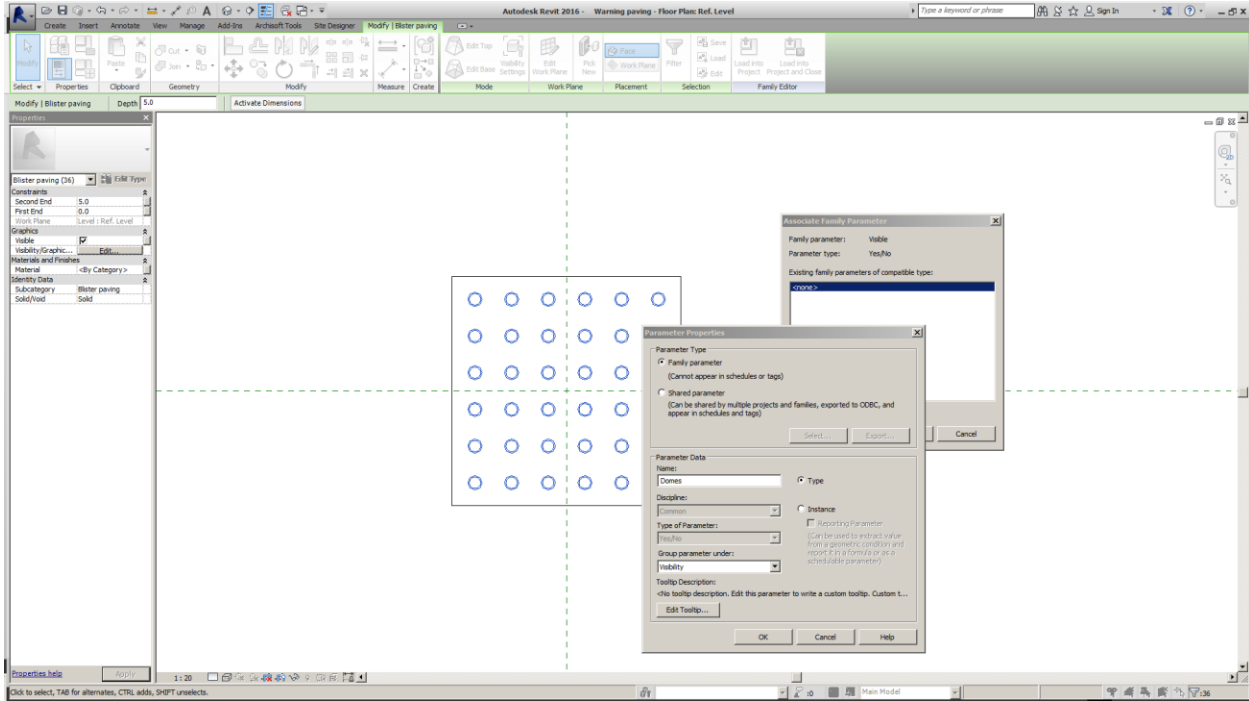 Autodesk Revit 2016 - Warning paving - Floor Plan: Ref. Level
Type a keyword or phrase
Sign In
Create Insert Annotate View Manage Add-Ins Archisoft Tools Site Designer Modify | Blister paving
Modify
Paste
Cut
Join
Edit Top
Edit Base
Visibility Settings
Edit Work Plane
Pick New
Face
Work Plane
Filter
Save
Load
Edit
Load into Project
Load into Project and Close
Select Properties Clipboard Geometry Modify Measure Create Mode Work Plane Placement Selection Family Editor
Modify | Blister paving Depth 5.0 Activate Dimensions
Properties
Blister paving (36) Edit Type
Constraints
Second End 5.0
First End 0.0
Work Plane Level : Ref. Level
Graphics
Visible
Visibility/Graphic... Edit...
Materials and Finishes
Material <By Category>
Identity Data
Subcategory Blister paving
Solid/Void Solid
Associate Family Parameter
Family parameter: Visible
Parameter type: Yes/No
Existing family parameters of compatible type:
<none>
Cancel
Parameter Properties
Parameter Type
Family parameter
(Cannot appear in schedules or tags)
Shared parameter
(Can be shared by multiple projects and families, exported to ODBC, and
appear in schedules and tags)
Select... Export...
Parameter Data
Name:
Domes
Type
Discipline:
Common
Instance
Type of Parameter:
Reporting Parameter
Yes/No
(Can be used to extract value
from a geometric condition and
report it in a formula or as a
schedulable parameter)
Group parameter under:
Visibility
Tooltip Description:
<No tooltip description. Edit this parameter to write a custom tooltip. Custom t...
Edit Tooltip...
OK Cancel Help
Properties help Apply
1 : 20
Click to select, TAB for alternates, CTRL adds, SHIFT unselects.
:0
Main Model
:36